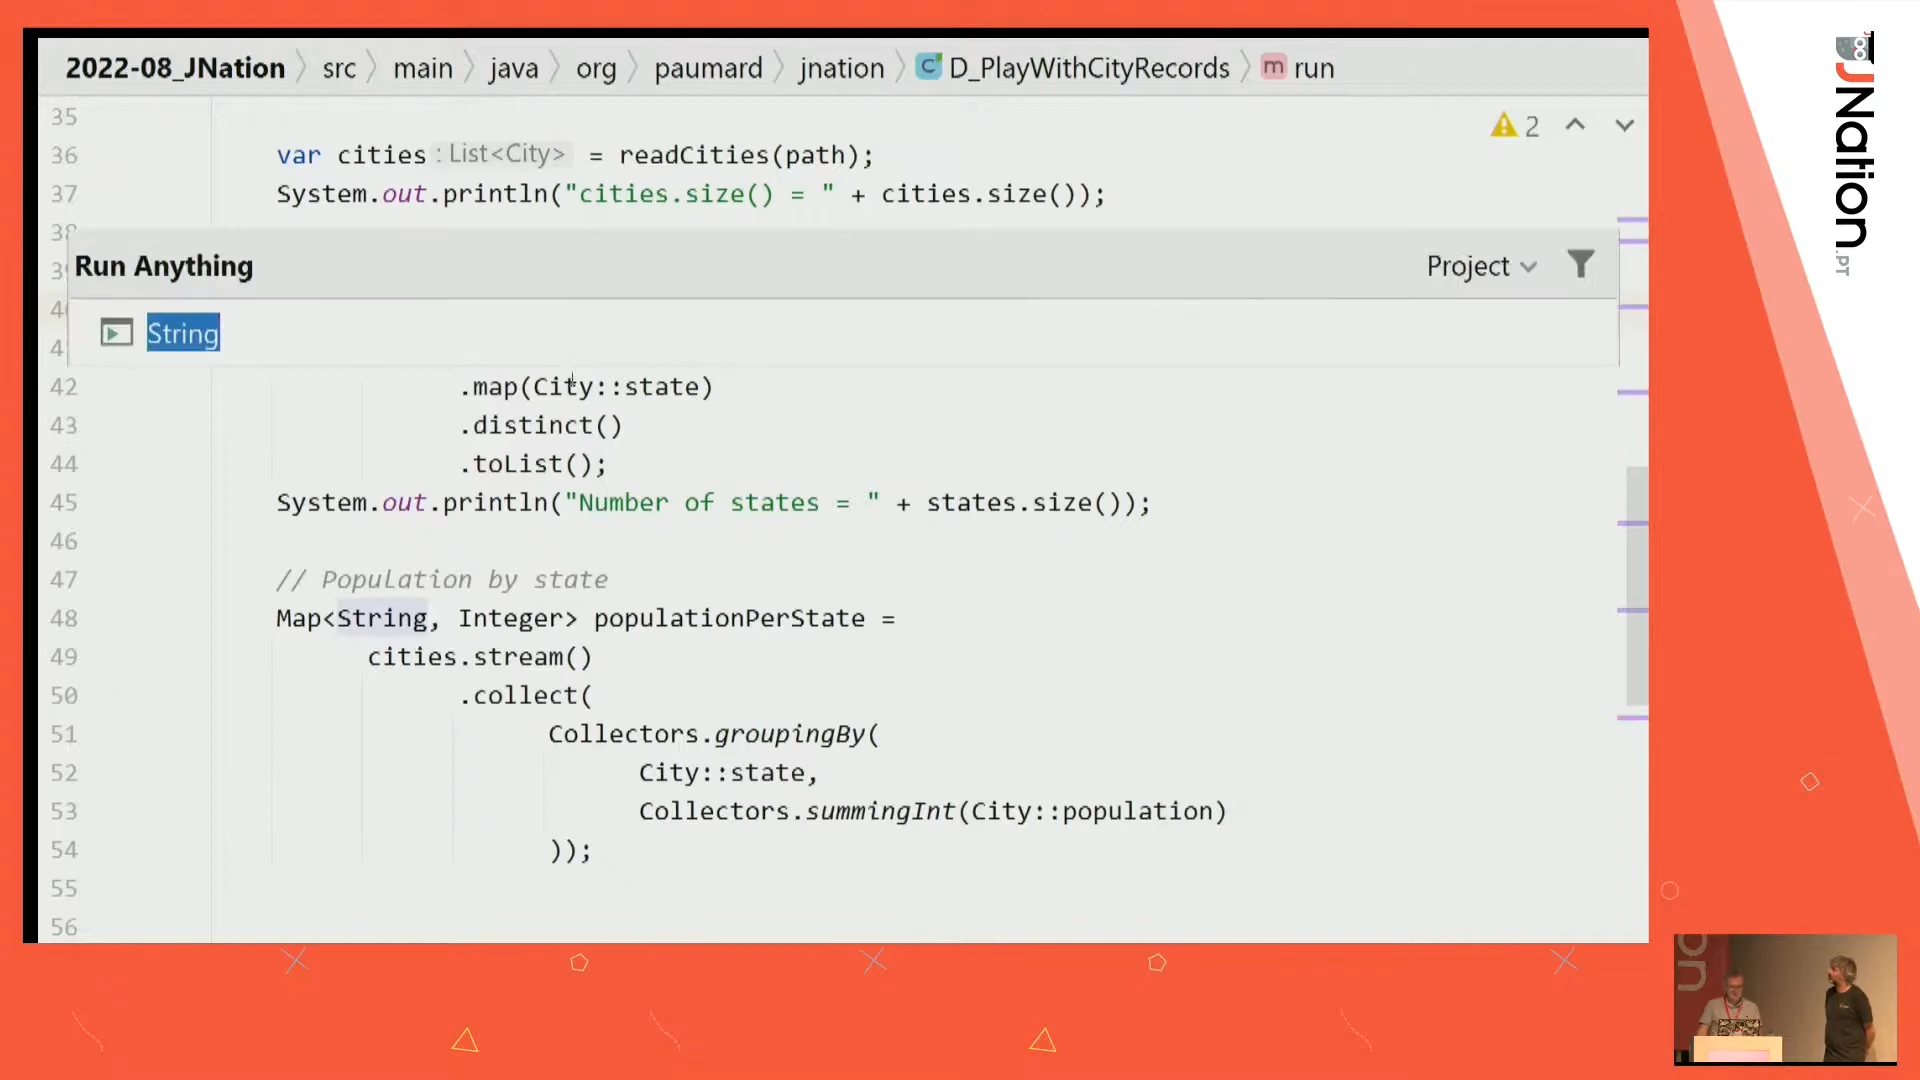 2022-08_JNation src main java org paumard jnation D_PlayWithCityRecords m run
35
2
36 var cities : List<City> = readCities(path);
37 System.out.println("cities.size() = " + cities.size());
38
Run Anything Project
String
42 .map(City::state)
43 .distinct()
44 .toList();
45 System.out.println("Number of states = " + states.size());
46
47 // Population by state
48 Map<String, Integer> populationPerState =
49 cities.stream()
50 .collect(
51 Collectors.groupingBy(
52 City::state,
53 Collectors.summingInt(City::population)
54 ));
55
56
JNation.PT